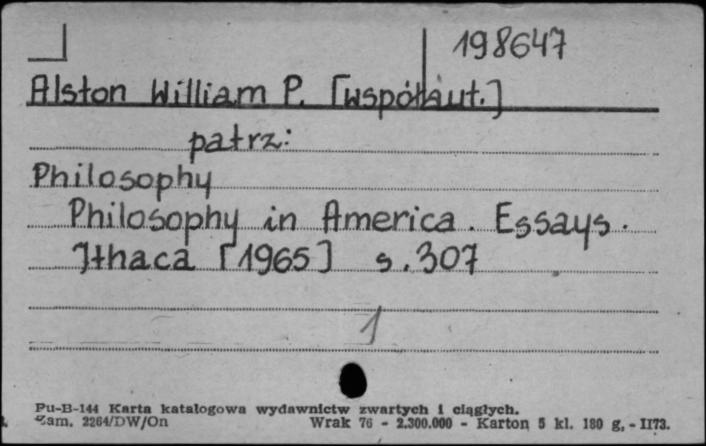 198647
Alston William P. [współaut.]
patrz:
Philosophy
Philosophy in America. Essays.
Ithaca [1965] s. 307
1
Pu-B-144 Karta katalogowa wydawnictw zwartych i ciągłych.
Zam. 2264/DW/On Wrak 76 - 2.300.000 - Karton 5 kl. 180 g, - II73.